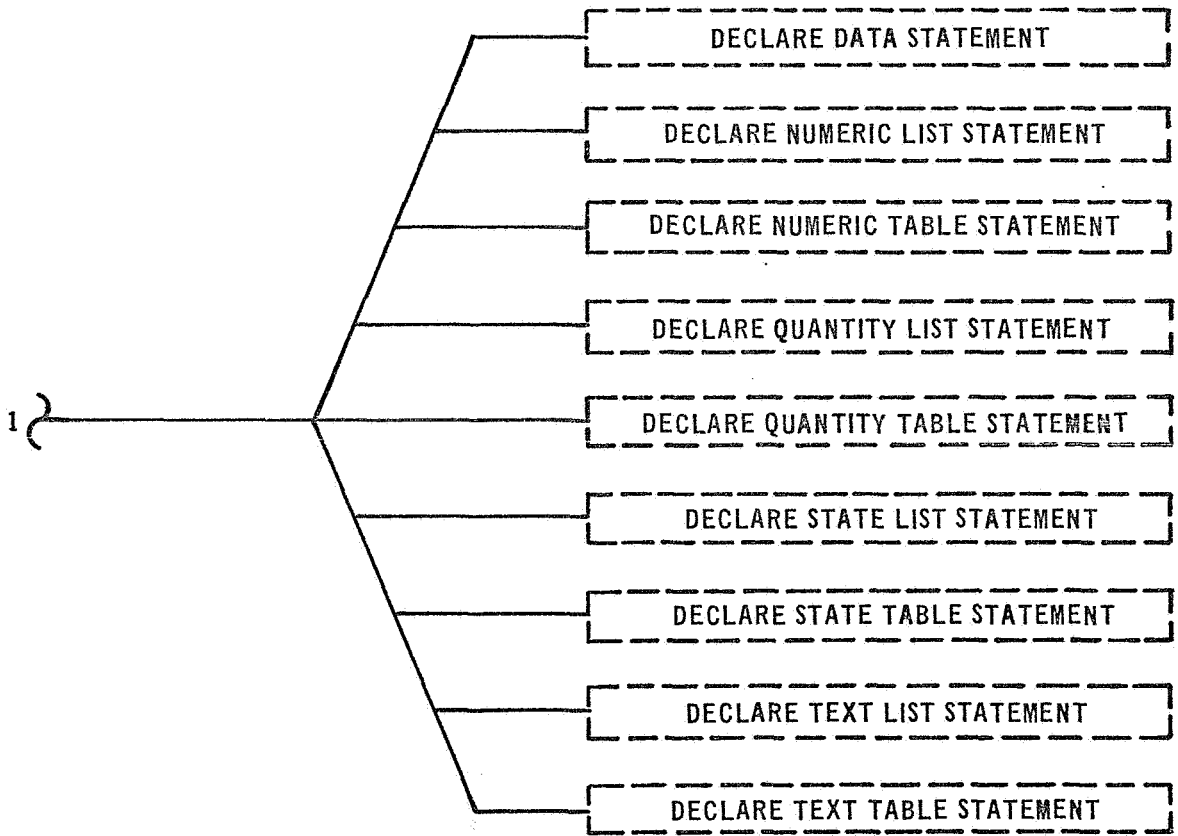 DECLARE DATA STATEMENT
DECLARE NUMERIC LIST STATEMENT
DECLARE NUMERIC TABLE STATEMENT
DECLARE QUANTITY LIST STATEMENT
1
DECLARE QUANTITY TABLE STATEMENT
DECLARE STATE LIST STATEMENT
DECLARE STATE TABLE STATEMENT
DECLARE TEXT LIST STATEMENT
DECLARE TEXT TABLE STATEMENT